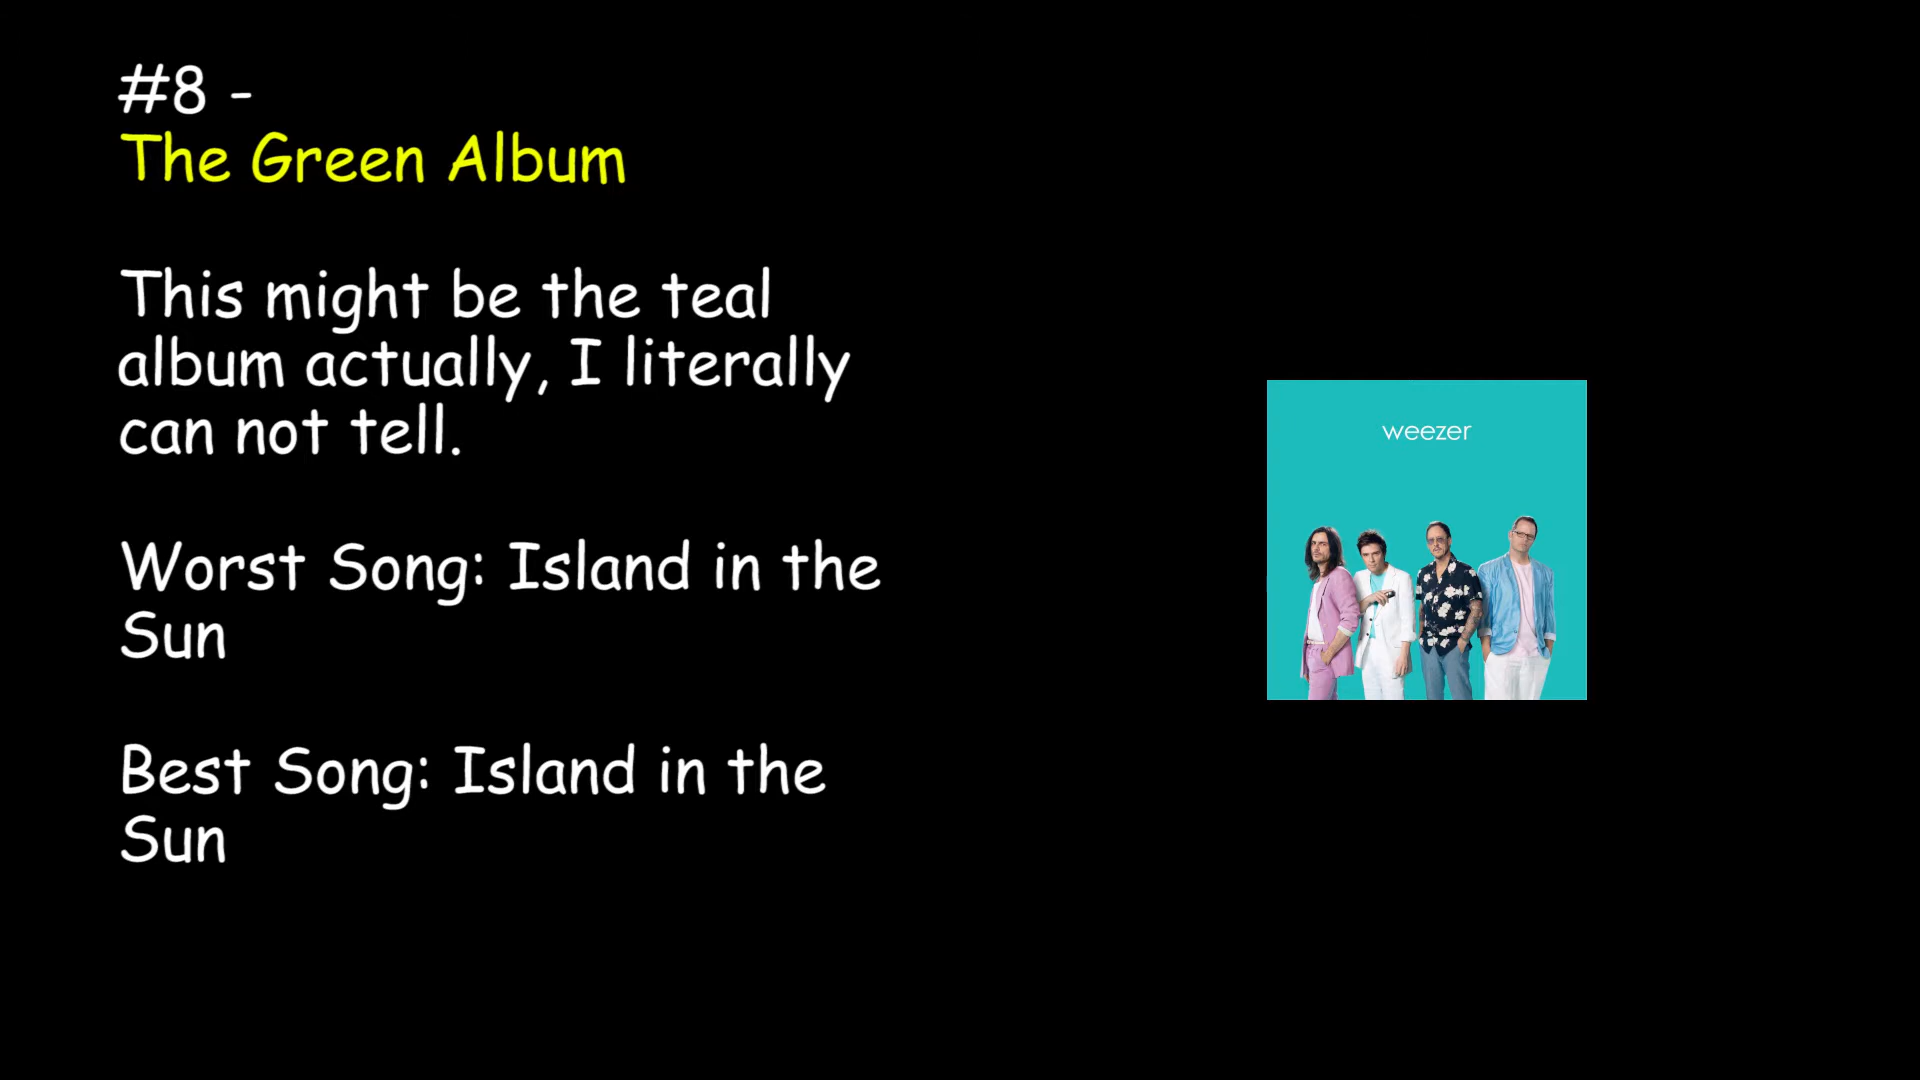 #8 -
The Green Album
This might be the teal
album actually, I literally
can not tell.
Worst Song: Island in the
Sun
Best Song: Island in the
Sun
weezer